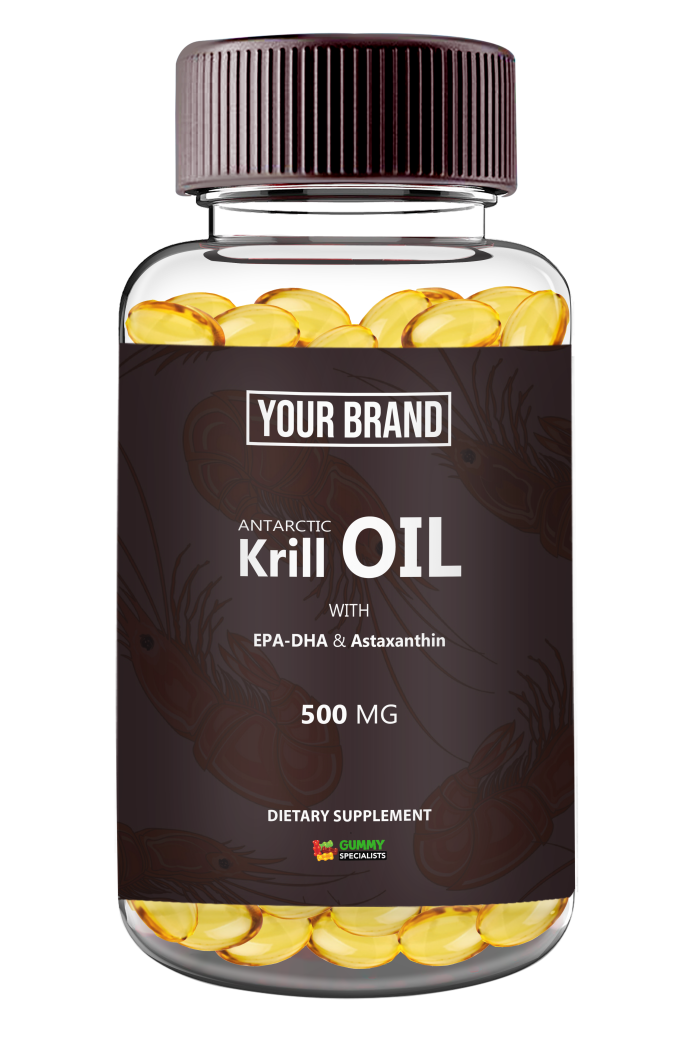 YOUR BRAND
ANTARCTIC
Krill OIL
WITH
EPA-DHA & Astaxanthin
500 MG
DIETARY SUPPLEMENT
GUMMY
SPECIALISTS